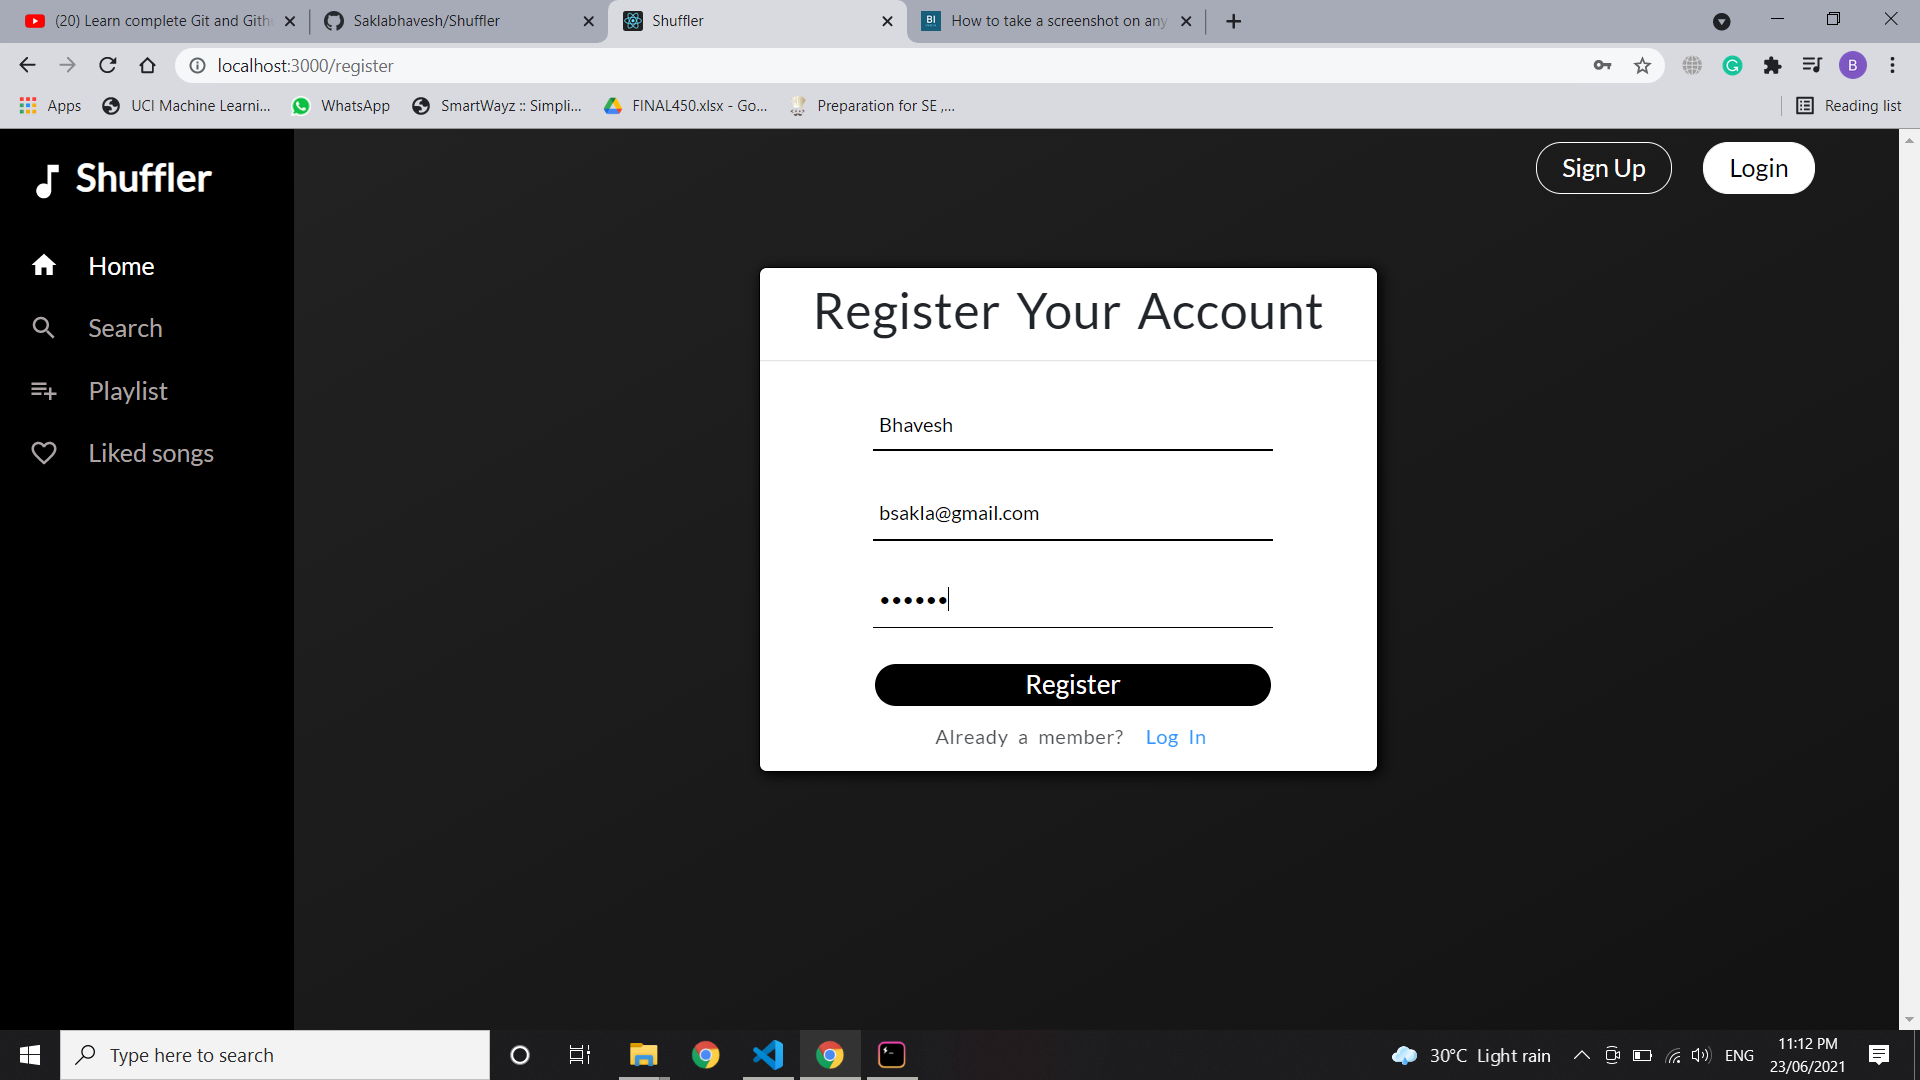 (20) Learn complete Git and Gith
Saklabhavesh/Shuffler
Shuffler
How to take a screenshot on any
localhost:3000/register
B
Apps
UCI Machine Learni...
WhatsApp
SmartWayz :: Simpli...
FINAL450.xlsx - Go...
Preparation for SE ,...
Reading list
Shuffler
Sign Up
Login
Home
Search
Playlist
Liked songs
Register Your Account
Bhavesh
bsakla@gmail.com
••••••
Register
Already a member? Log In
Type here to search
30°C Light rain
ENG
11:12 PM
23/06/2021